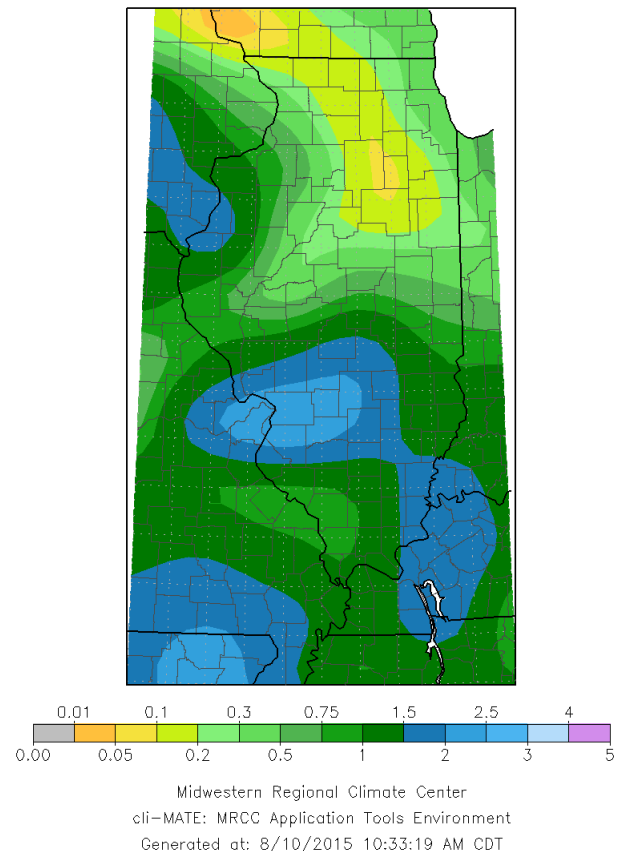 0.01 0.1 0.3 0.75 1.5 2.5 4
0.00 0.05 0.2 0.5 1 2 3 5
Midwestern Regional Climate Center
cli-MATE: MRCC Application Tools Environment
Generated at: 8/10/2015 10:33:19 AM CDT